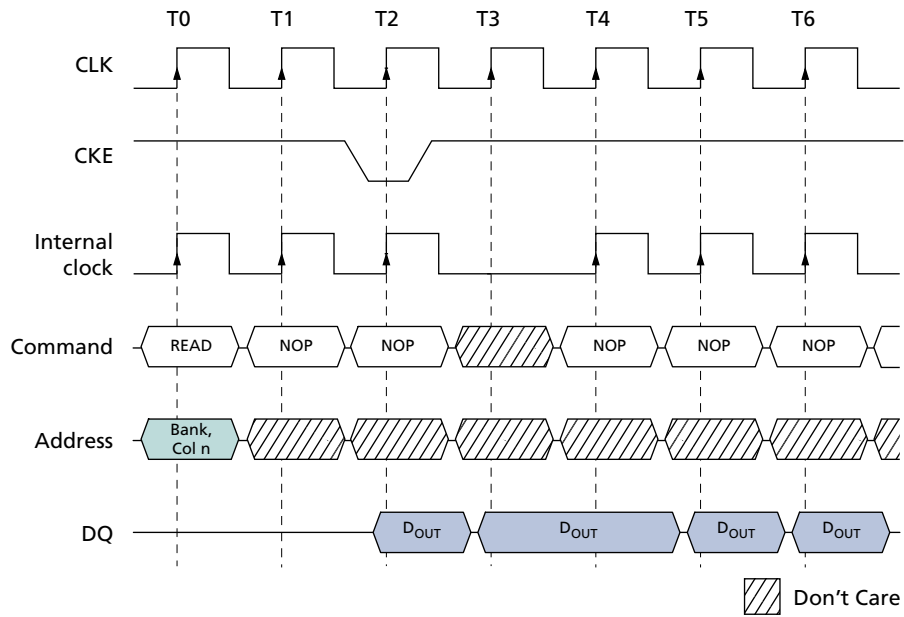 T0 T1 T2 T3 T4 T5 T6
CLK
CKE
Internal
clock
Command READ NOP NOP NOP NOP NOP
Address Bank,
Col n
DQ DOUT DOUT DOUT DOUT
Don't Care